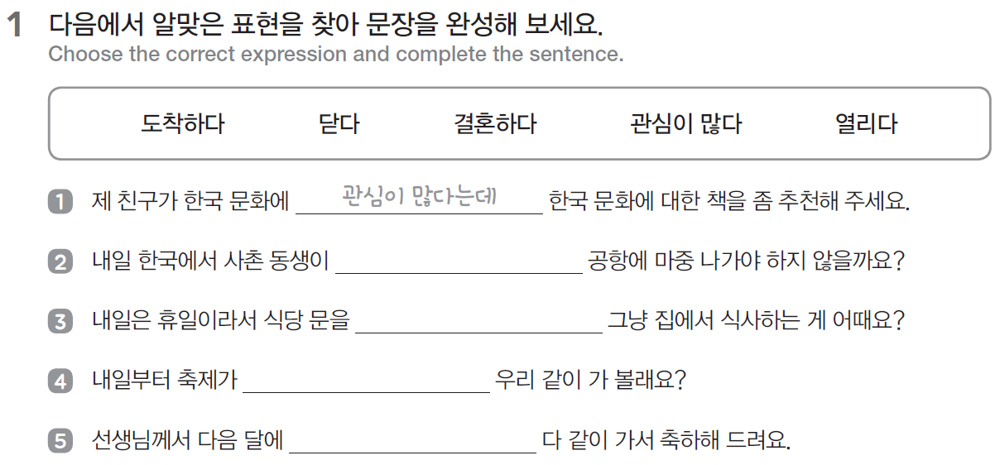 1 다음에서 알맞은 표현을 찾아 문장을 완성해 보세요.
Choose the correct expression and complete the sentence.
도착하다 닫다 결혼하다 관심이 많다 열리다
1 제 친구가 한국 문화에 관심이 많다는데 한국 문화에 대한 책을 좀 추천해 주세요.
2 내일 한국에서 사촌 동생이 공항에 마중 나가야 하지 않을까요?
3 내일은 휴일이라서 식당 문을 그냥 집에서 식사하는 게 어때요?
4 내일부터 축제가 우리 같이 가 볼래요?
5 선생님께서 다음 달에 다 같이 가서 축하해 드려요.